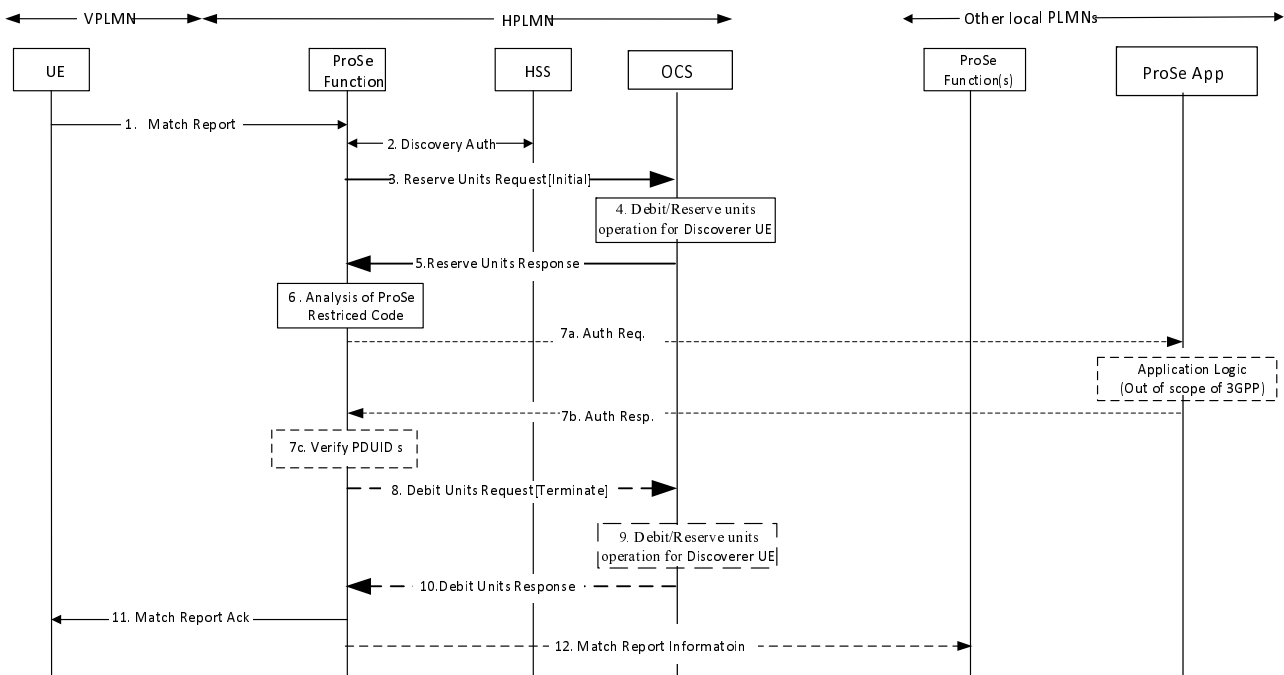 VPLMN
HPLMN
Other local PLMNs
UE
ProSe
Function
HSS
OCS
ProSe
Function(s)
ProSe App
1. Match Report
2. Discovery Auth
3. Reserve Units Request[Initial]
4. Debit/Reserve units
operation for Discoverer UE
5.Reserve Units Response
6 . Analysis of ProSe
Restriced Code
7a. Auth Req.
Application Logic
(Out of scope of 3GPP)
7b. Auth Resp.
7c. Verify PDUID s
8. Debit Units Request[Terminate]
9. Debit/Reserve units
operation for Discoverer UE
10.Debit Units Response
11. Match Report Ack
12. Match Report Informatoin